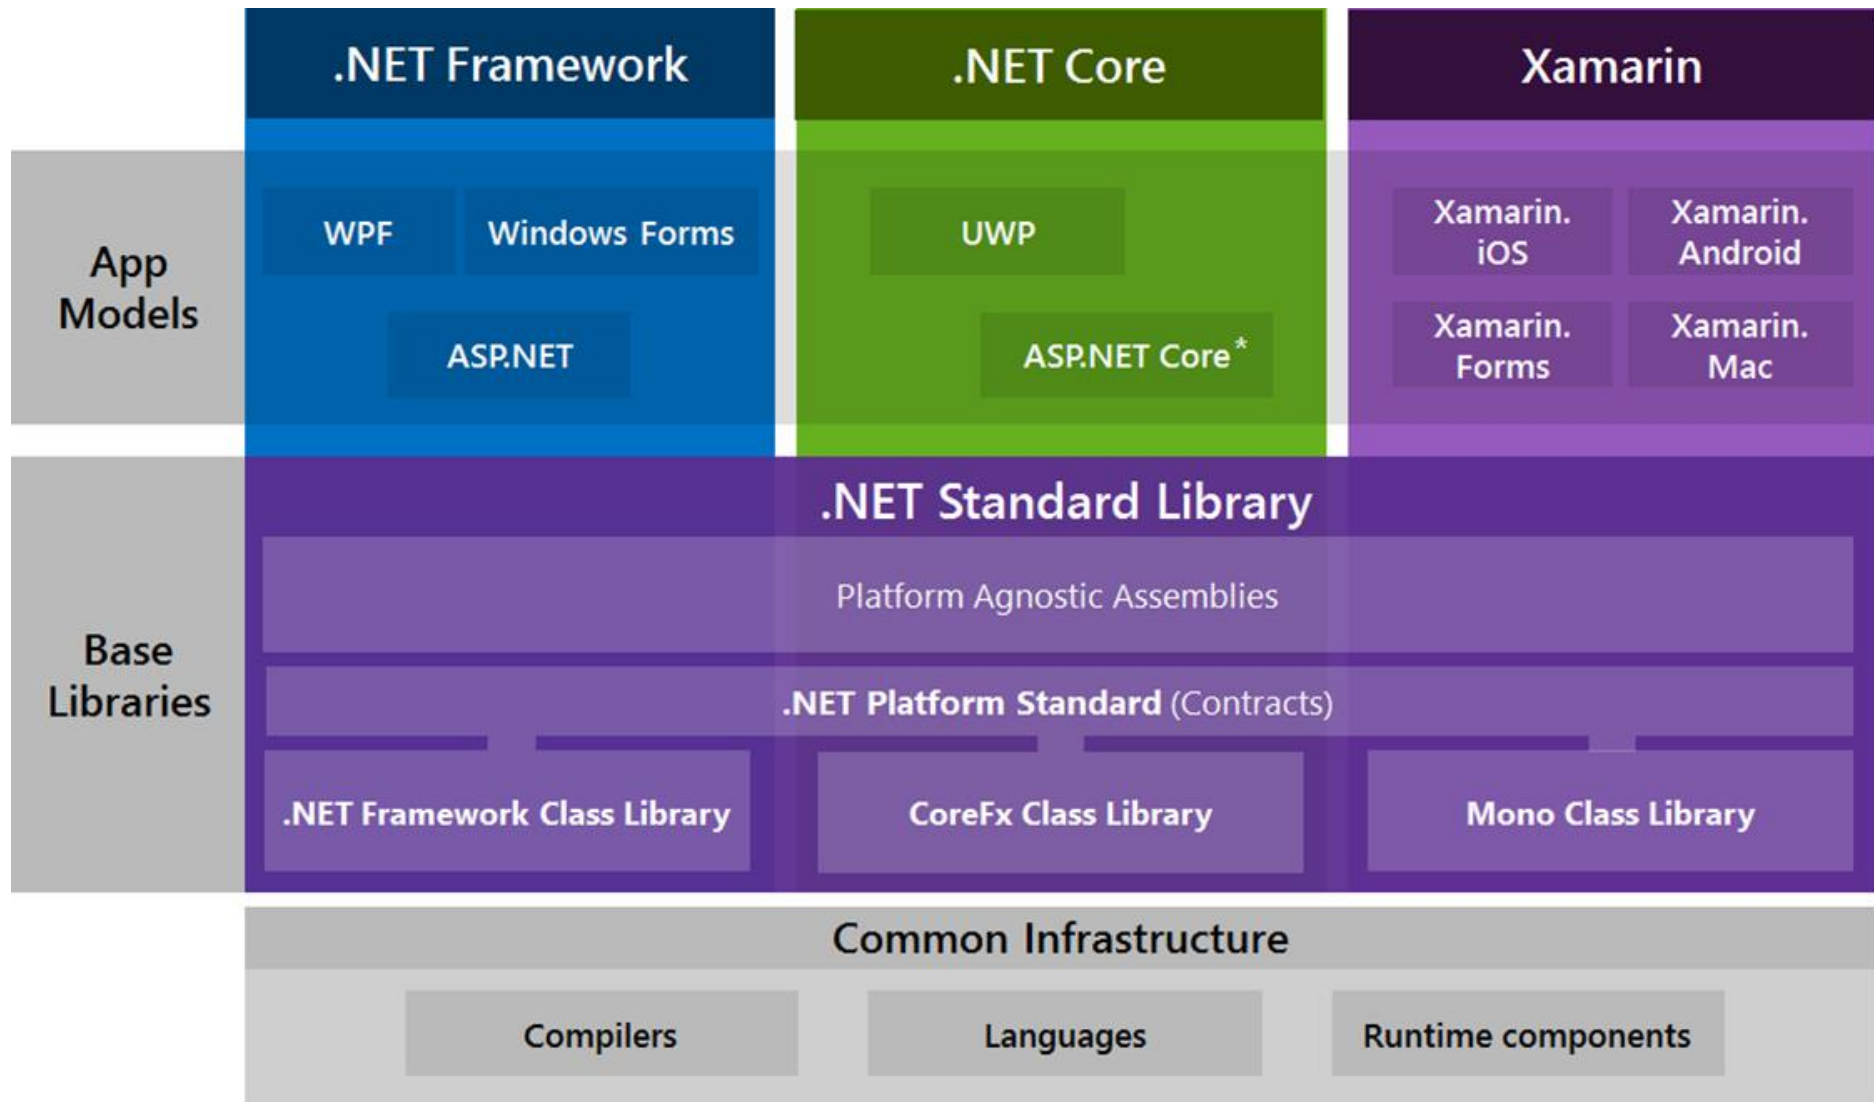 .NET Framework
.NET Core
Xamarin
App
Models
WPF
Windows Forms
ASP.NET
UWP
ASP.NET Core*
Xamarin.
iOS
Xamarin.
Android
Xamarin.
Forms
Xamarin.
Mac
Base
Libraries
.NET Standard Library
Platform Agnostic Assemblies
.NET Platform Standard (Contracts)
.NET Framework Class Library
CoreFx Class Library
Mono Class Library
Common Infrastructure
Compilers
Languages
Runtime components